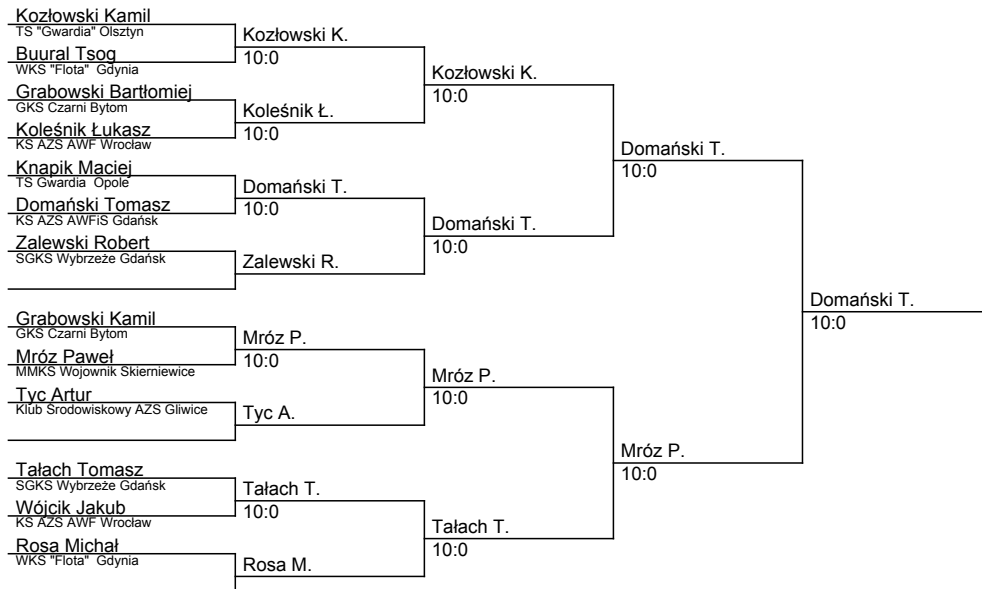 Kozłowski Kamil
TS "Gwardia" Olsztyn
Buural Tsog
WKS "Flota" Gdynia
Grabowski Bartłomiej
GKS Czarni Bytom
Koleśnik Łukasz
KS AZS AWF Wrocław
Knapik Maciej
TS Gwardia Opole
Domański Tomasz
KS AZS AWFiS Gdańsk
Zalewski Robert
SGKS Wybrzeże Gdańsk
Grabowski Kamil
GKS Czarni Bytom
Mróz Paweł
MMKS Wojownik Skierniewice
Tyc Artur
Klub Środowiskowy AZS Gliwice
Tałach Tomasz
SGKS Wybrzeże Gdańsk
Wójcik Jakub
KS AZS AWF Wrocław
Rosa Michał
WKS "Flota" Gdynia
Kozłowski K.
10:0
Koleśnik Ł.
10:0
Domański T.
10:0
Zalewski R.
Mróz P.
10:0
Tyc A.
Tałach T.
10:0
Rosa M.
Kozłowski K.
10:0
Domański T.
10:0
Mróz P.
10:0
Tałach T.
10:0
Domański T.
10:0
Mróz P.
10:0
Domański T.
10:0